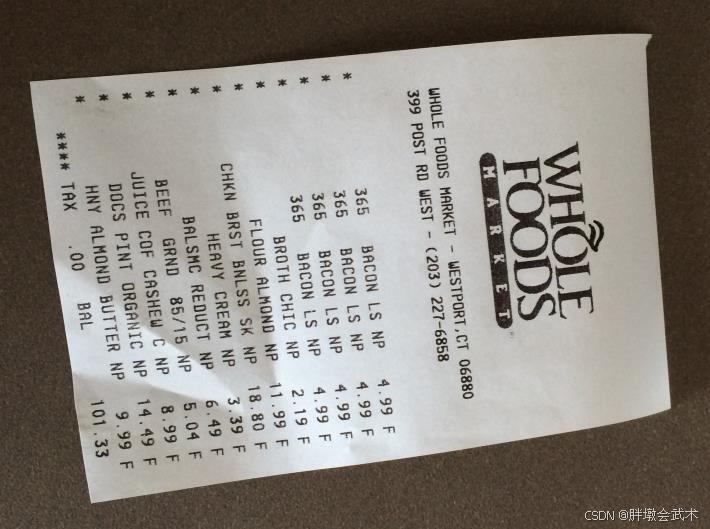 WHOLE
FOODS
MARKET
WHOLE FOODS MARKET - WESTPORT,CT 06880
399 POST RD WEST - (203) 227-6858
* 365 BACON LS NP 4.99 F
* 365 BACON LS NP 4.99 F
* 365 BACON LS NP 4.99 F
* 365 BACON LS NP 4.99 F
* BROTH CHIC NP 2.19 F
* FLOUR ALMOND NP 11.99 F
* CHKN BRST BNLSS SK NP 18.80 F
* HEAVY CREAM NP 3.39 F
* BALSMC REDUCT NP 6.49 F
* BEEF GRND 85/15 NP 5.04 F
* JUICE COF CASHEW C NP 8.99 F
* DOCS PINT ORGANIC NP 14.49 F
* HNY ALMOND BUTTER NP 9.99 F
**** TAX .00 BAL 101.33
CSDN @胖墩会武术